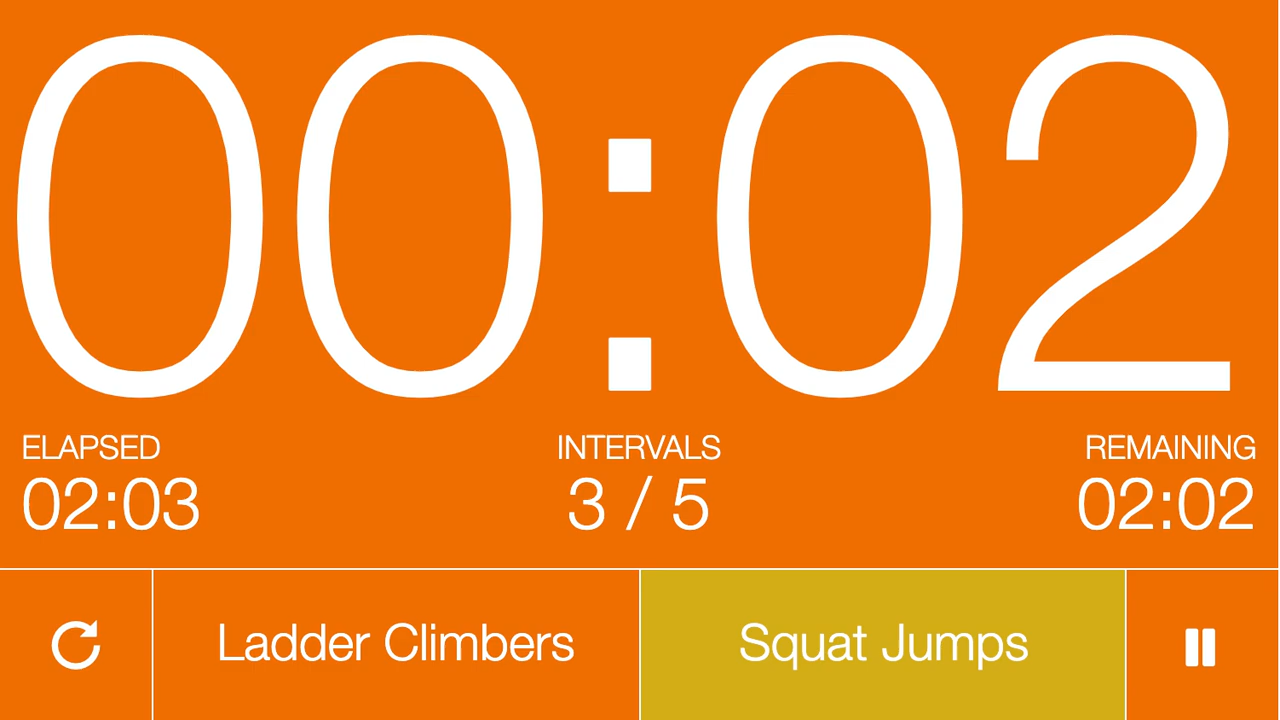 00:02
ELAPSED
INTERVALS
REMAINING
02:03
3 / 5
02:02
Ladder Climbers
Squat Jumps